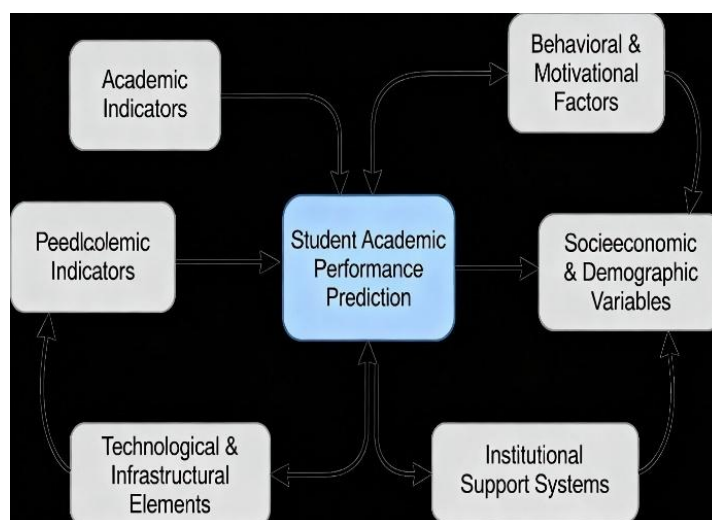 Academic
Indicators
Behavioral &
Motivational
Factors
Peedlcolemic
Indicators
Student Academic
Performance
Prediction
Socieeconomic
& Demographic
Variables
Technological &
Infrastructural
Elements
Institutional
Support Systems